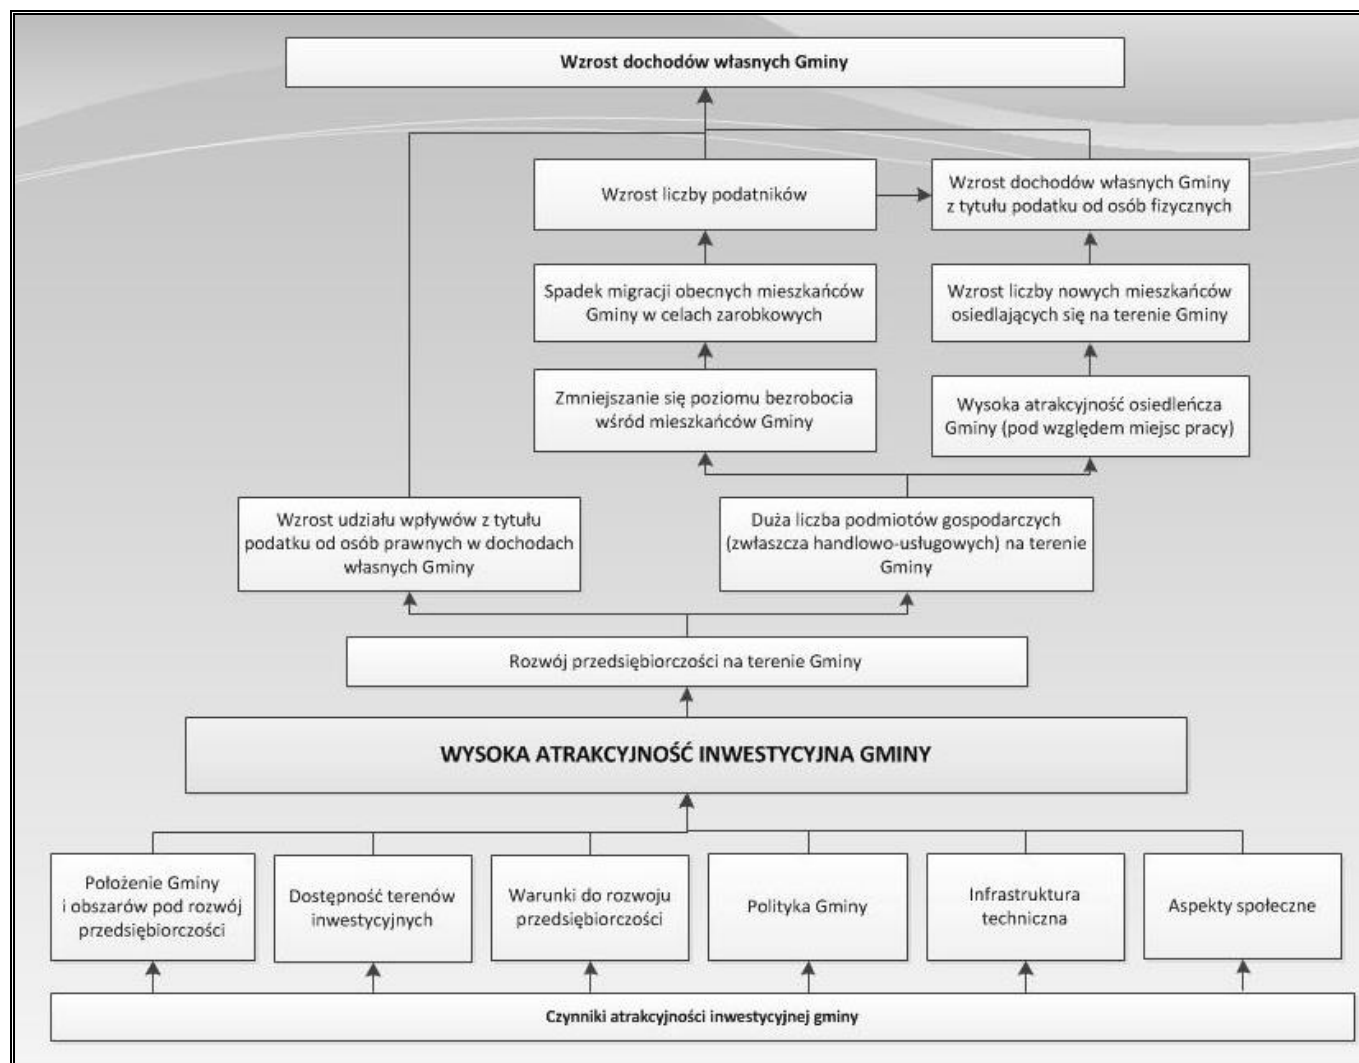 Wzrost dochodów własnych Gminy
Wzrost liczby podatników
Wzrost dochodów własnych Gminy
z tytułu podatku od osób fizycznych
Spadek migracji obecnych mieszkańców
Gminy w celach zarobkowych
Wzrost liczby nowych mieszkańców
osiedlających się na terenie Gminy
Zmniejszanie się poziomu bezrobocia
wśród mieszkańców Gminy
Wysoka atrakcyjność osiedleńcza
Gminy (pod względem miejsc pracy)
Wzrost udziału wpływów z tytułu
podatku od osób prawnych w dochodach
własnych Gminy
Duża liczba podmiotów gospodarczych
(zwłaszcza handlowo-usługowych) na terenie
Gminy
Rozwój przedsiębiorczości na terenie Gminy
WYSOKA ATRAKCYJNOŚĆ INWESTYCYJNA GMINY
Położenie Gminy
i obszarów pod rozwój
przedsiębiorczości
Dostępność terenów
inwestycyjnych
Warunki do rozwoju
przedsiębiorczości
Polityka Gminy
Infrastruktura
techniczna
Aspekty społeczne
Czynniki atrakcyjności inwestycyjnej gminy